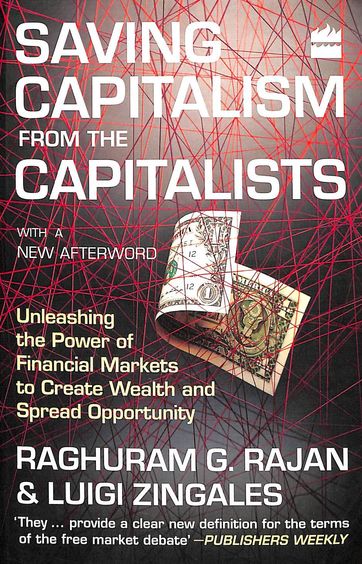 SAVING
CAPITALISM
FROM THE
CAPITALISTS
WITH A
NEW AFTERWORD
Unleashing
the Power of
Financial Markets
to Create Wealth and
Spread Opportunity
RAGHURAM G. RAJAN
& LUIGI ZINGALES
‘They ... provide a clear new definition for the terms
of the free market debate’ –PUBLISHERS WEEKLY